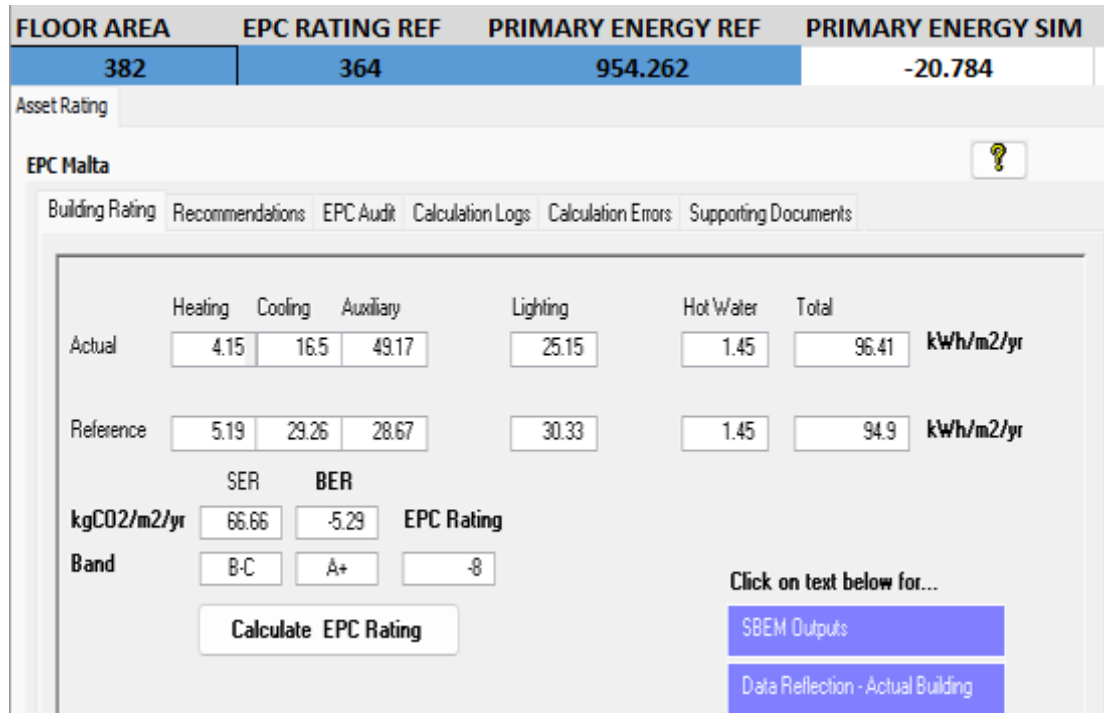 FLOOR AREA EPC RATING REF PRIMARY ENERGY REF PRIMARY ENERGY SIM
382 364 954.262 -20.784
Asset Rating
EPC Malta
?
Building Rating Recommendations EPC Audit Calculation Logs Calculation Errors Supporting Documents
Heating Cooling Auxiliary Lighting Hot Water Total
Actual 4.15 16.5 49.17 25.15 1.45 96.41 kWh/m2/yr
Reference 5.19 29.26 28.67 30.33 1.45 94.9 kWh/m2/yr
SER BER
kgCO2/m2/yr 66.66 -5.29 EPC Rating
Band B-C A+ -8
Click on text below for...
Calculate EPC Rating SBEM Outputs
Data Reflection - Actual Building